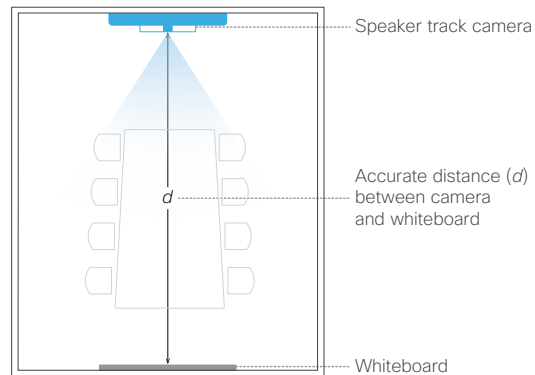 Speaker track camera
d
Accurate distance (d)
between camera
and whiteboard
Whiteboard